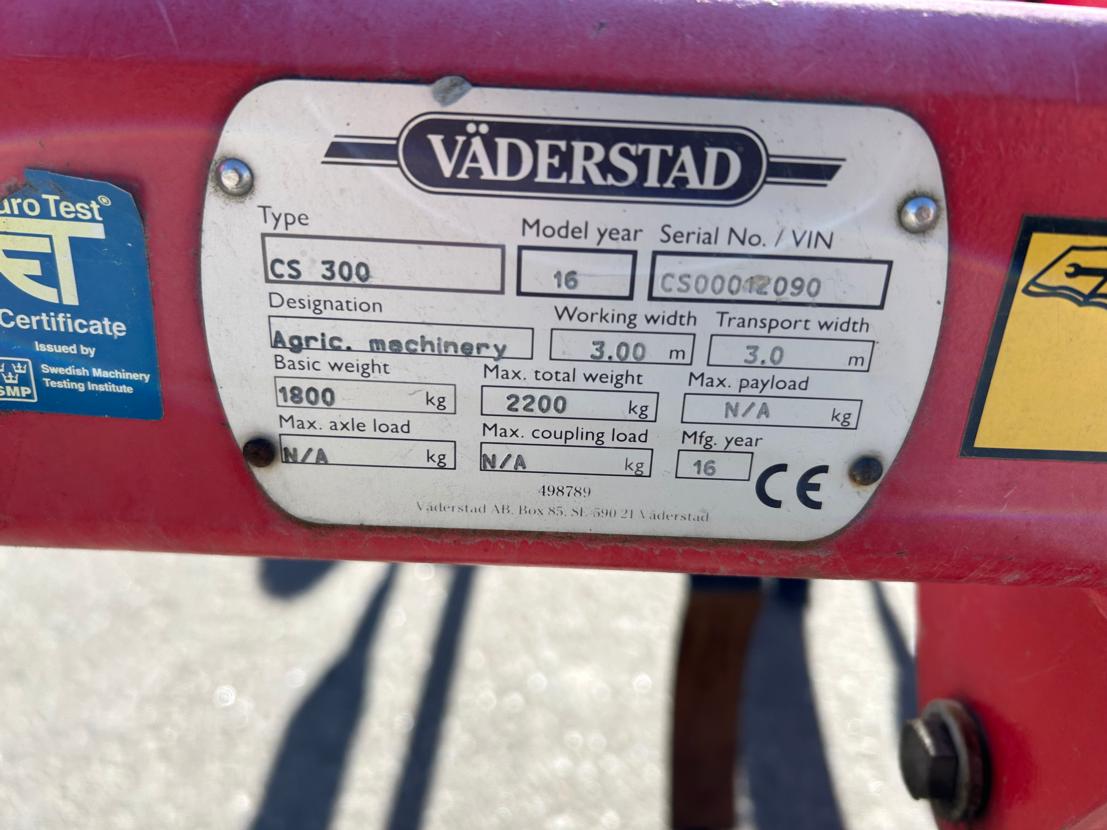 VÄDERSTAD
Type
Model year
Serial No. / VIN
CS 300
16
CS00012090
Designation
Working width
Transport width
Agric. machinery
3.00 m
3.0 m
Basic weight
Max. total weight
Max. payload
1800 kg
2200 kg
N/A kg
Max. axle load
Max. coupling load
Mfg. year
N/A kg
N/A kg
16
CE
498789
Väderstad AB, Box 85, SE-590 21 Väderstad
uro Test®
ET
Certificate
Issued by
Swedish Machinery
Testing Institute
SMP